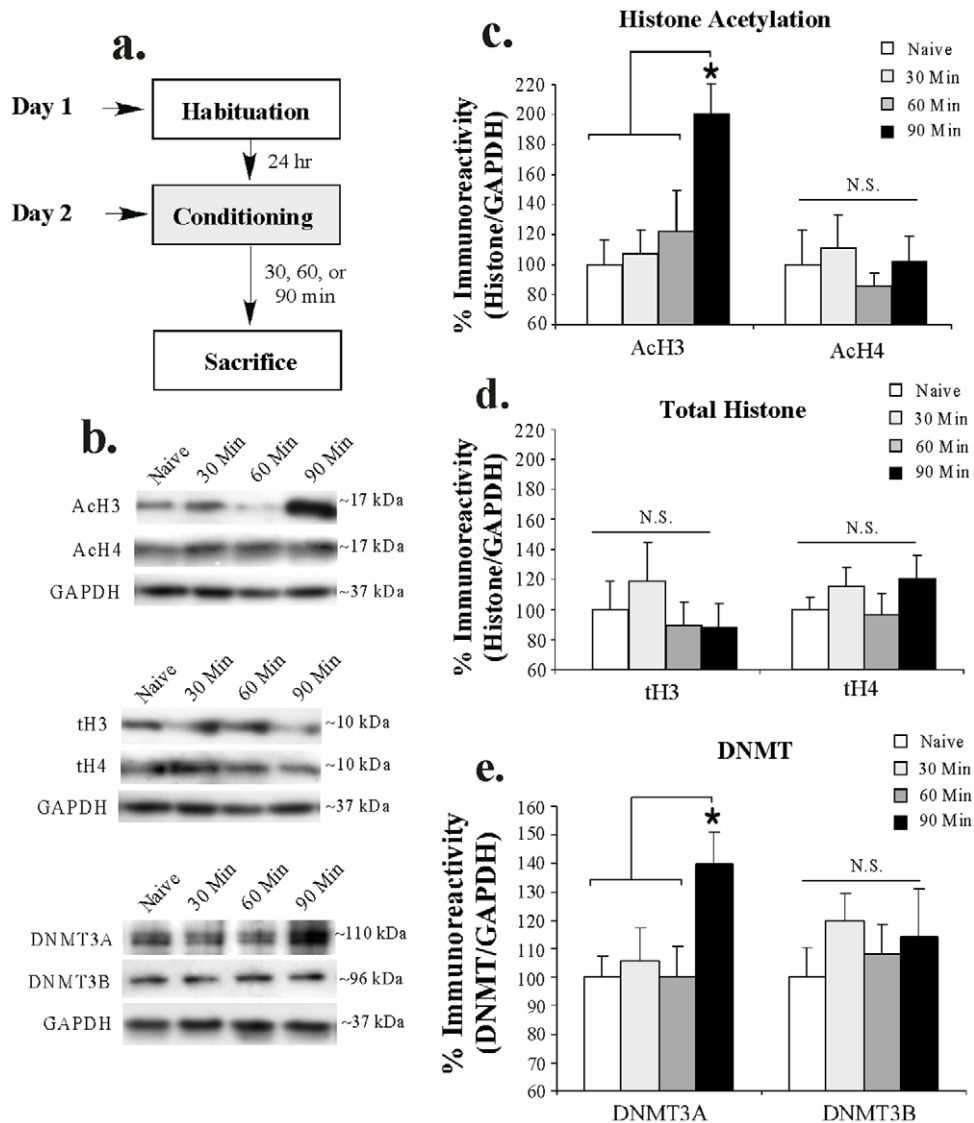 a.
Day 1
Habituation
24 hr
Day 2
Conditioning
30, 60, or
90 min
Sacrifice
b.
Naive
30 Min
60 Min
90 Min
AcH3
~17 kDa
AcH4
~17 kDa
GAPDH
~37 kDa
Naive
30 Min
60 Min
90 Min
tH3
~10 kDa
tH4
~10 kDa
GAPDH
~37 kDa
Naive
30 Min
60 Min
90 Min
DNMT3A
~110 kDa
DNMT3B
~96 kDa
GAPDH
~37 kDa
c.
Histone Acetylation
Naive
30 Min
60 Min
90 Min
% Immunoreactivity
(Histone/GAPDH)
220
200
180
160
140
120
100
80
60
*
N.S.
AcH3
AcH4
d.
Total Histone
Naive
30 Min
60 Min
90 Min
% Immunoreactivity
(Histone/GAPDH)
220
200
180
160
140
120
100
80
60
N.S.
N.S.
tH3
tH4
e.
DNMT
Naive
30 Min
60 Min
90 Min
% Immunoreactivity
(DNMT/GAPDH)
160
150
140
130
120
110
100
90
80
70
60
*
N.S.
DNMT3A
DNMT3B